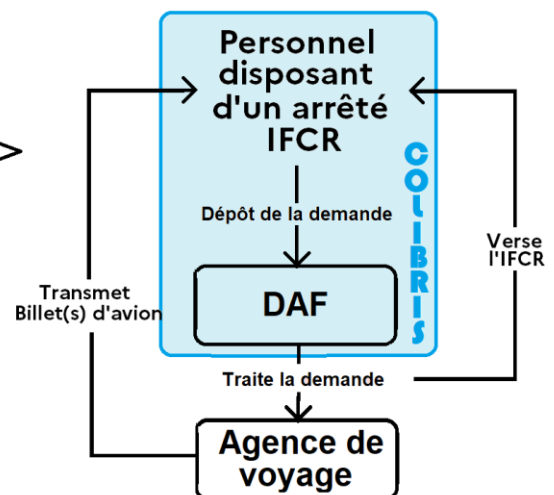 Personnel
disposant
d'un arrêté
IFCR
COLIBRIS
Dépôt de la demande
Verse
l'IFCR
DAF
Transmet
Billet(s) d'avion
Traite la demande
Agence de
voyage